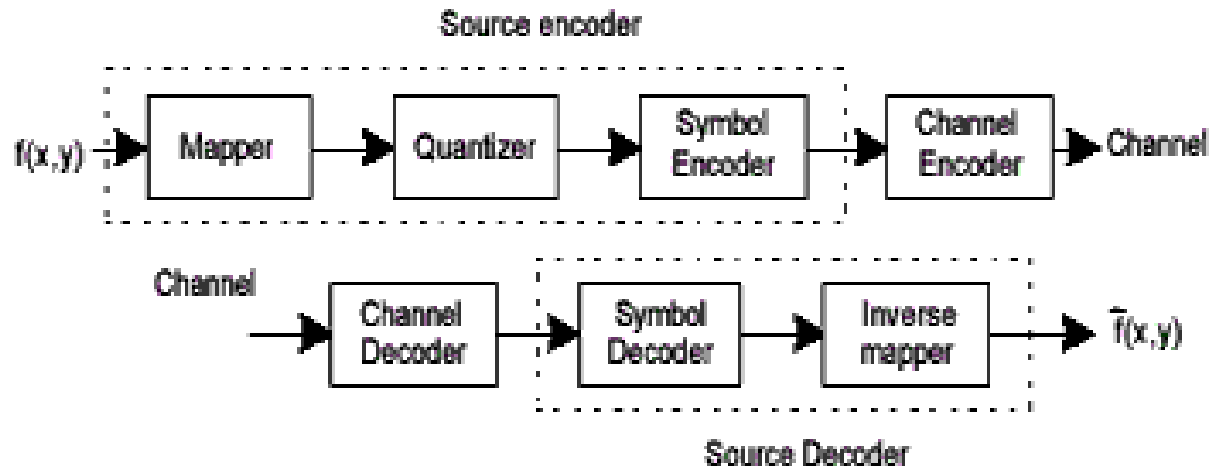 Source encoder
f(x,y)
Mapper
Quantizer
Symbol
Encoder
Channel
Encoder
Channel
Channel
Channel
Decoder
Symbol
Decoder
Inverse
mapper
f̄(x,y)
Source Decoder